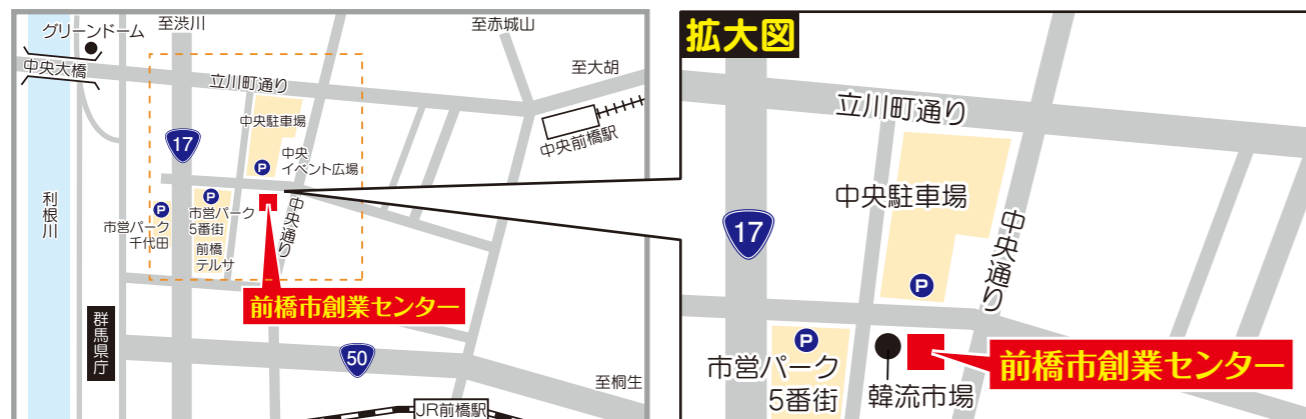 至渋川
至赤城山
グリーンドーム
中央大橋
至大胡
立川町通り
中央駐車場
17
中央前橋駅
P
中央
イベント広場
利根川
P
市営パーク
5番街
P
市営パーク
千代田
前橋
テルサ
中央通り
前橋市創業センター
群馬県庁
50
至桐生
JR前橋駅
拡大図
立川町通り
中央駐車場
17
中央通り
P
P
市営パーク
5番街
韓流市場
前橋市創業センター